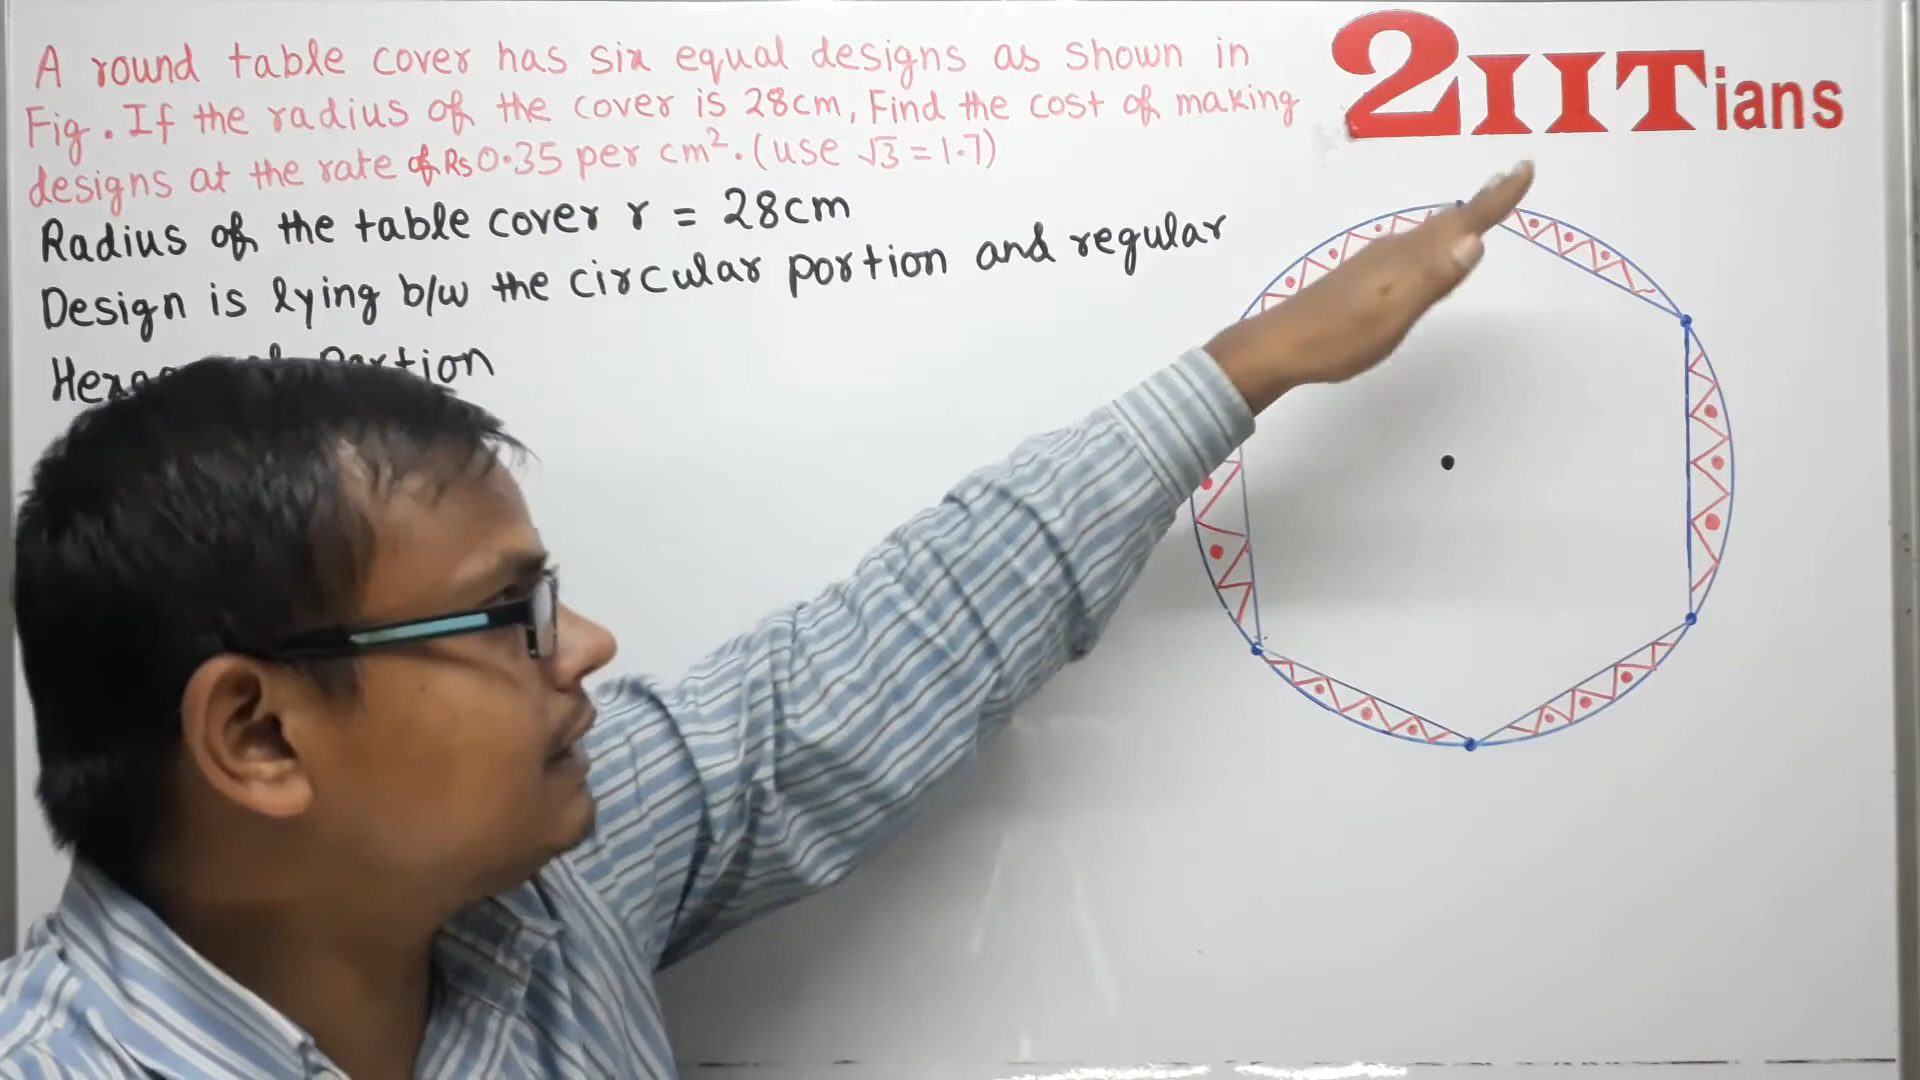 A round table cover has six equal designs as shown in
Fig. If the radius of the cover is 28cm, Find the cost of making
designs at the rate of Rs 0.35 per cm². (use √3 = 1.7)
Radius of the table cover r = 28cm
Design is lying b/w the circular portion and regular
2IITians